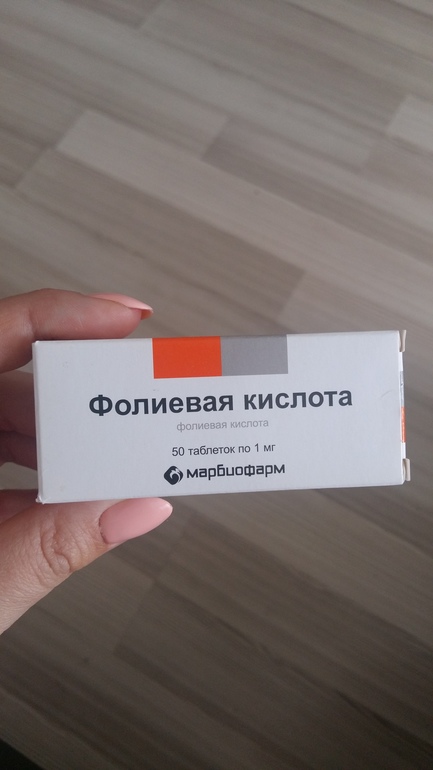 Фолиевая кислота
фолиевая кислота
50 таблеток по 1 мг
марбиофарм